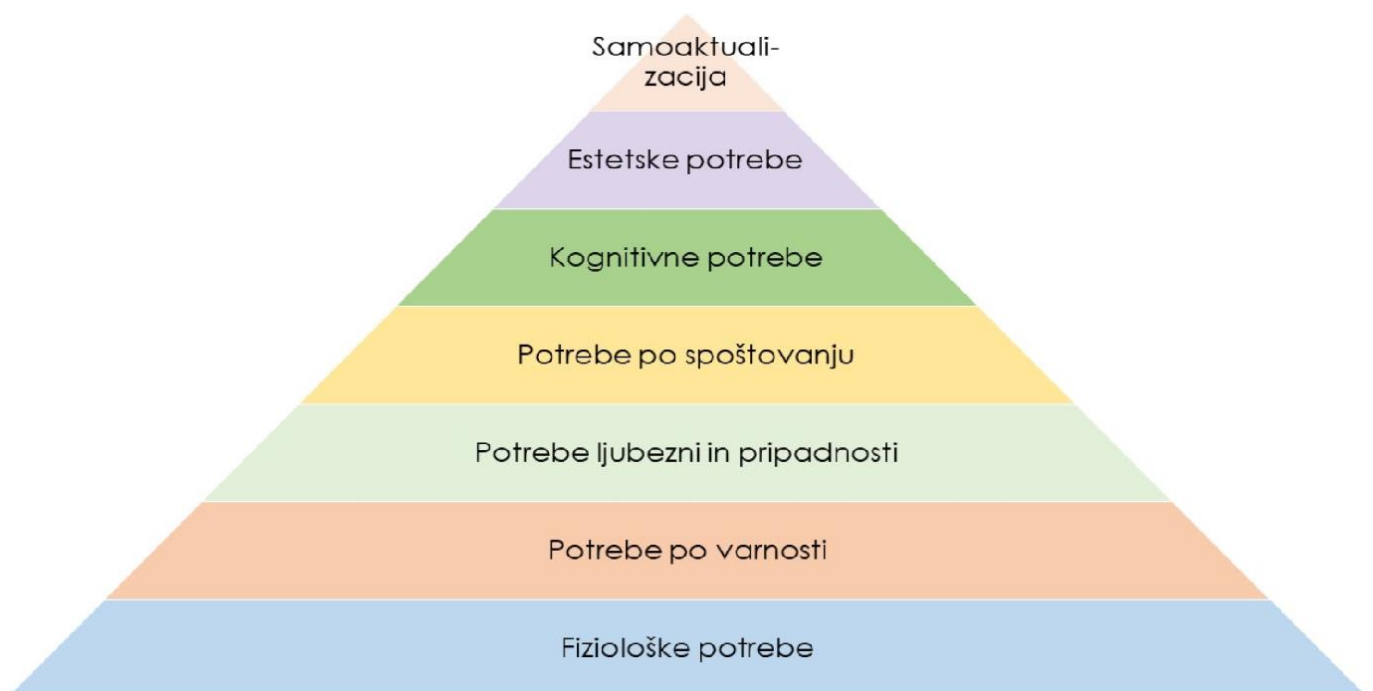 Samoaktuali-
zacija
Estetske potrebe
Kognitivne potrebe
Potrebe po spoštovanju
Potrebe ljubezni in pripadnosti
Potrebe po varnosti
Fiziološke potrebe